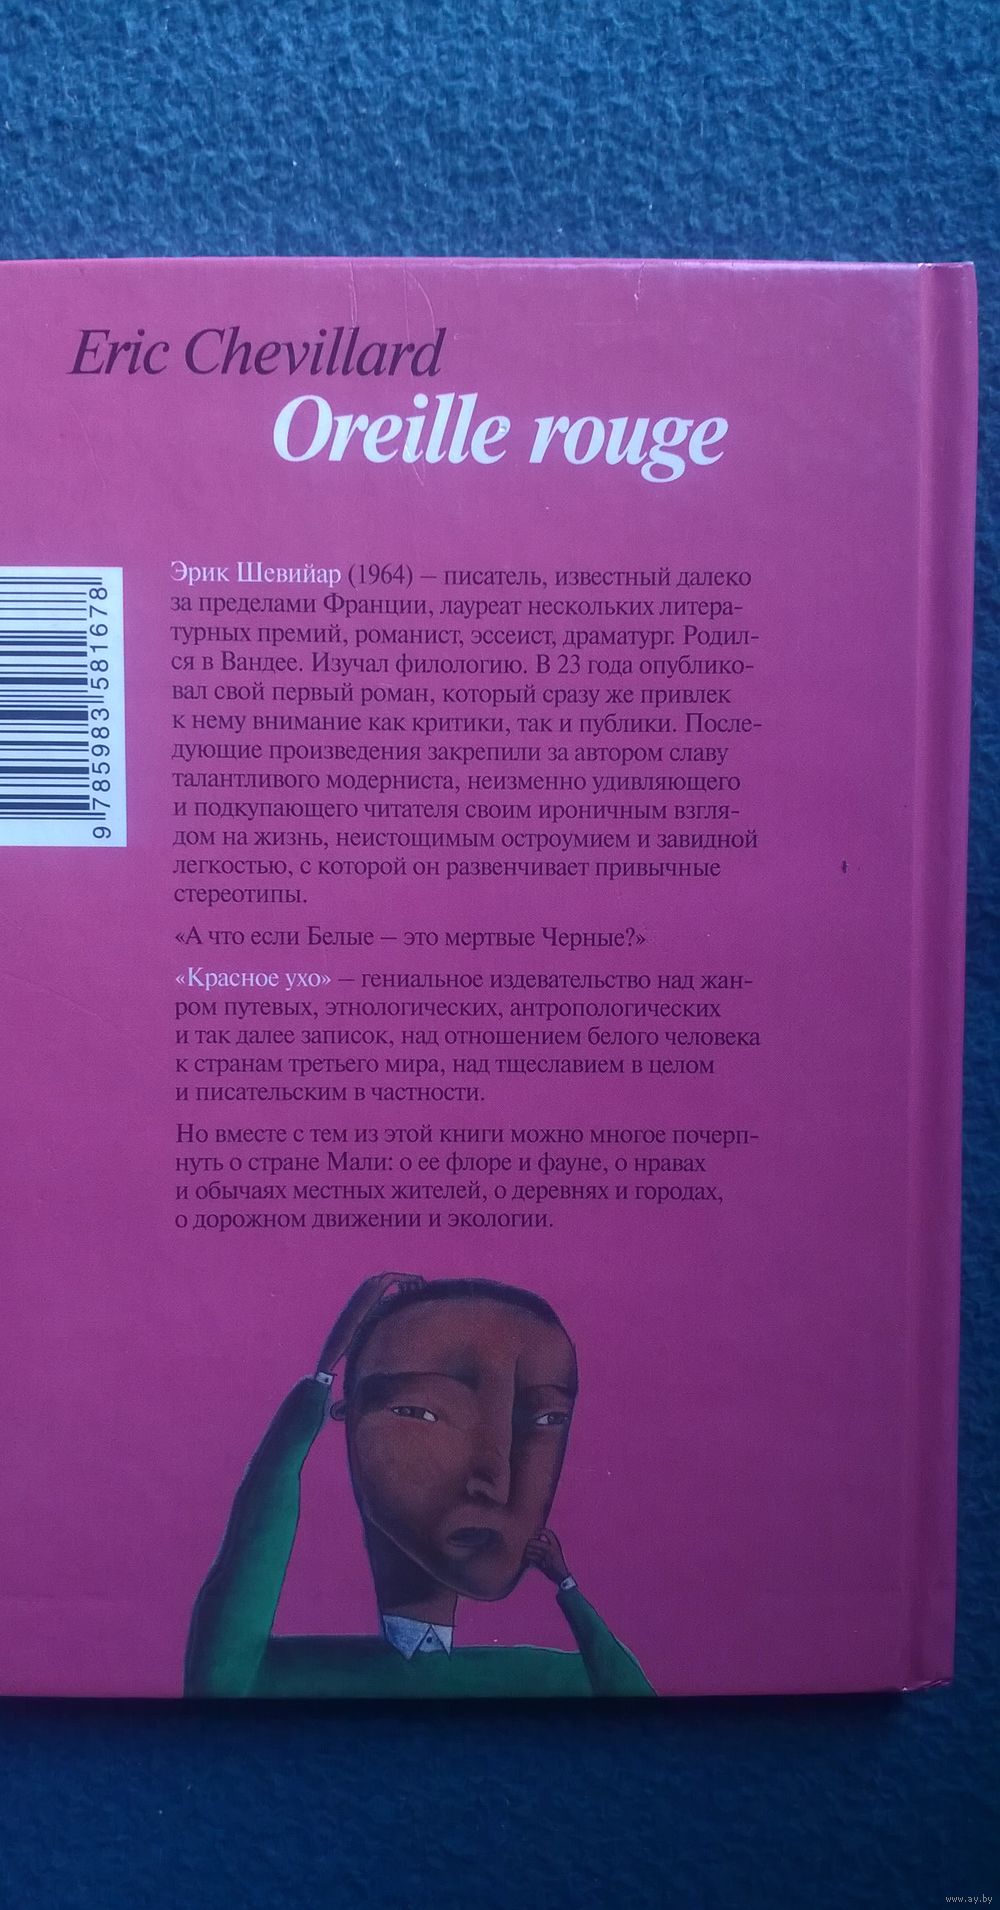 Eric Chevillard
Oreille rouge
Эрик Шевийар (1964) – писатель, известный далеко
за пределами Франции, лауреат нескольких литера-
турных премий, романист, эссеист, драматург. Родил-
ся в Вандее. Изучал филологию. В 23 года опублико-
вал свой первый роман, который сразу же привлек
к нему внимание как критики, так и публики. После-
дующие произведения закрепили за автором славу
талантливого модерниста, неизменно удивляющего
и подкупающего читателя своим ироничным взгля-
дом на жизнь, неистощимым остроумием и завидной
легкостью, с которой он развенчивает привычные
стереотипы.
«А что если Белые – это мертвые Черные?»
«Красное ухо» – гениальное издевательство над жан-
ром путевых, этнологических, антропологических
и так далее записок, над отношением белого человека
к странам третьего мира, над тщеславием в целом
и писательским в частности.
Но вместе с тем из этой книги можно многое почерп-
нуть о стране Мали: о ее флоре и фауне, о нравах
и обычаях местных жителей, о деревнях и городах,
о дорожном движении и экологии.
9 785983 581678
www.ay.by